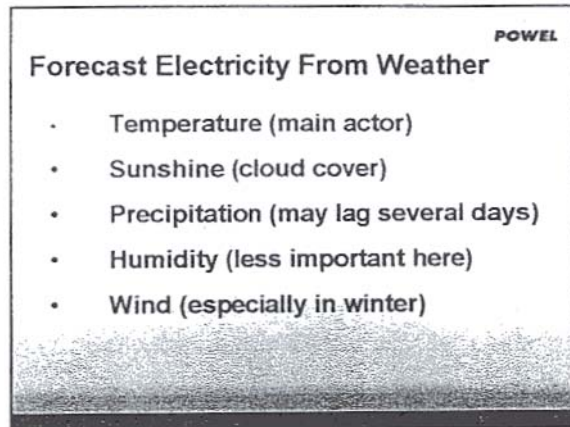 POWEL
Forecast Electricity From Weather
• Temperature (main actor)
• Sunshine (cloud cover)
• Precipitation (may lag several days)
• Humidity (less important here)
• Wind (especially in winter)